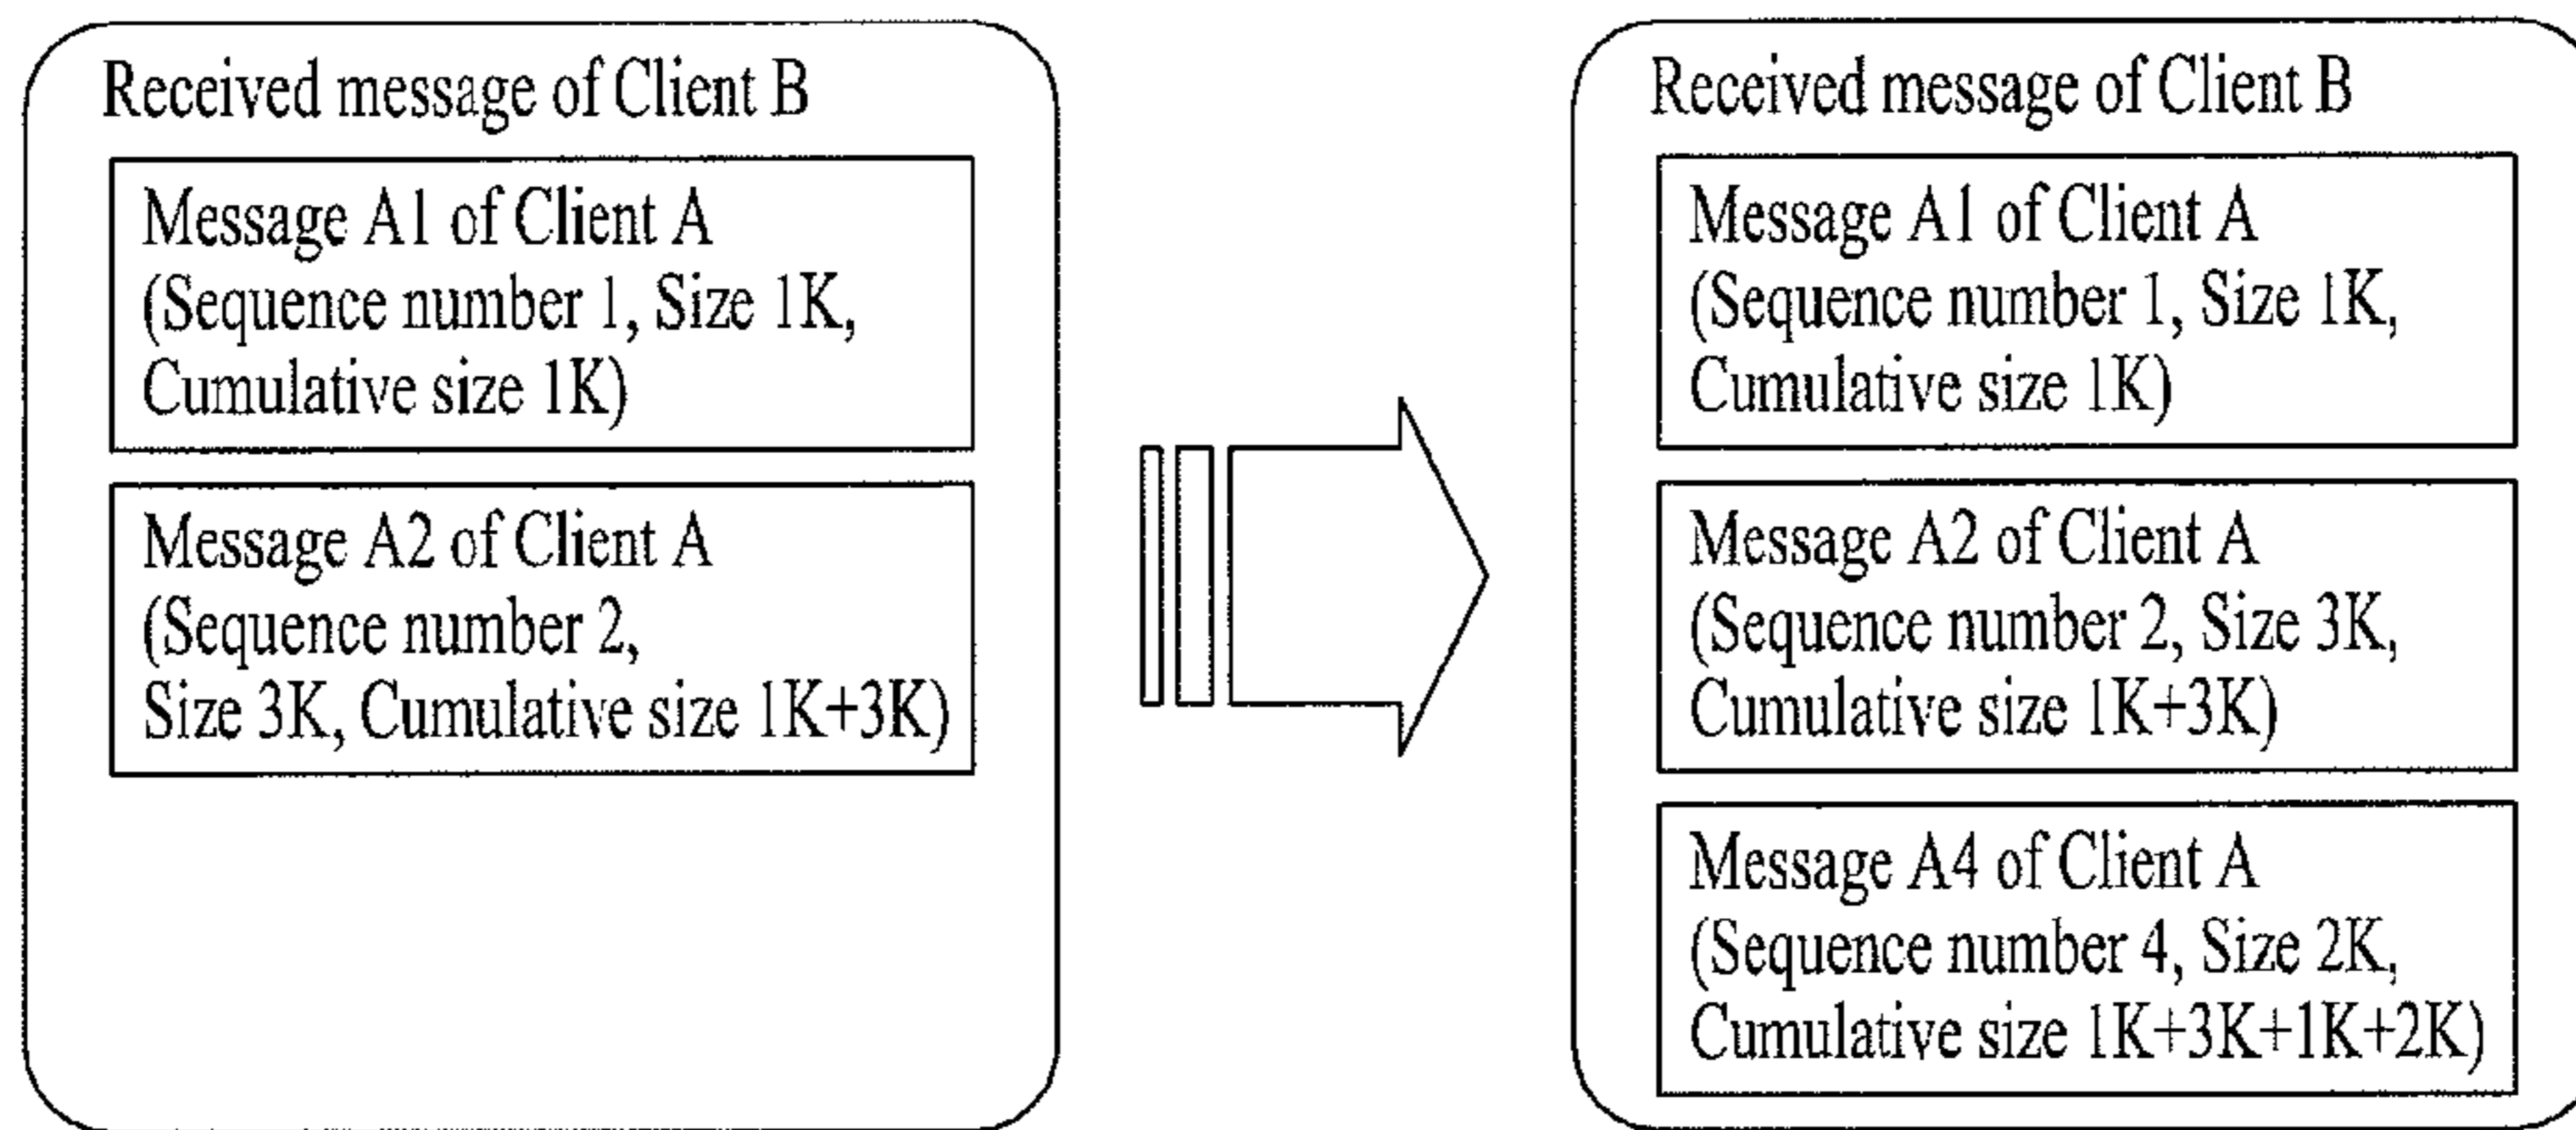 Received message of Client B
Message A1 of Client A
(Sequence number 1, Size 1K,
Cumulative size 1K)
Message A2 of Client A
(Sequence number 2,
Size 3K, Cumulative size 1K+3K)
Received message of Client B
Message A1 of Client A
(Sequence number 1, Size 1K,
Cumulative size 1K)
Message A2 of Client A
(Sequence number 2, Size 3K,
Cumulative size 1K+3K)
Message A4 of Client A
(Sequence number 4, Size 2K,
Cumulative size 1K+3K+1K+2K)